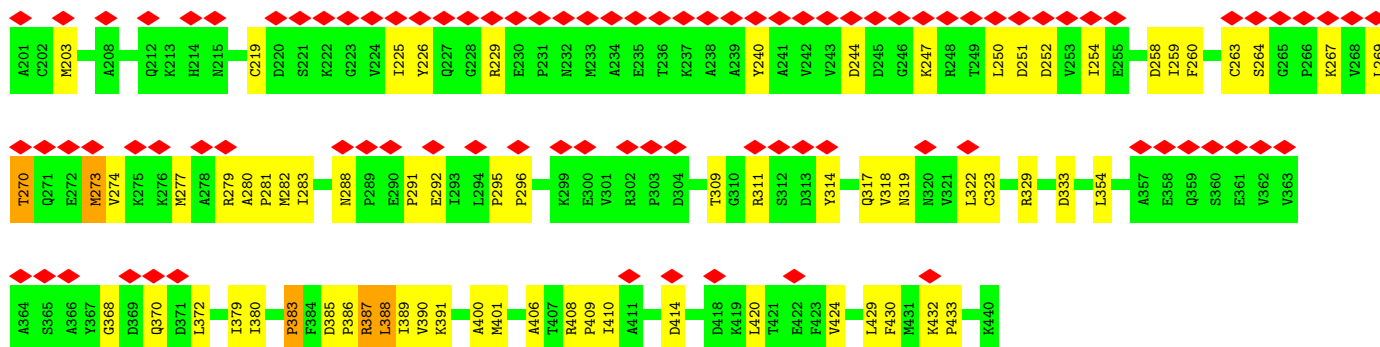 A201 C202 M203 A208 Q212 K213 H214 N215 C219 D220 S221 K222 G223 V224 I225 Y226 Q227 G228 R229 E230 P231 N232 M233 A234 E235 T236 K237 A238 A239 Y240 A241 V242 V243 D244 D245 G246 K247 R248 T249 L250 D251 D252 V253 I254 E255 D258 I259 F260 C263 S264 G265 P266 K267 V268 L269
T270 Q271 E272 M273 V274 K275 K276 M277 A278 R279 A280 P281 M282 I283 N288 P289 E290 P291 E292 I293 L294 P295 P296 K299 E300 V301 R302 P303 D304 T309 G310 R311 S312 D313 Y314 Q317 V318 N319 N320 V321 L322 C323 R329 D333 L354 A357 E358 Q359 S360 E361 V362 V363
A364 S365 A366 Y367 G368 D369 Q370 D371 L372 I379 I380 P383 F384 D385 P386 R387 L388 I389 V390 K391 A400 M401 A406 T407 R408 P409 I410 A411 D414 D418 K419 L420 T421 E422 F423 V424 L429 F430 M431 K432 P433 K440